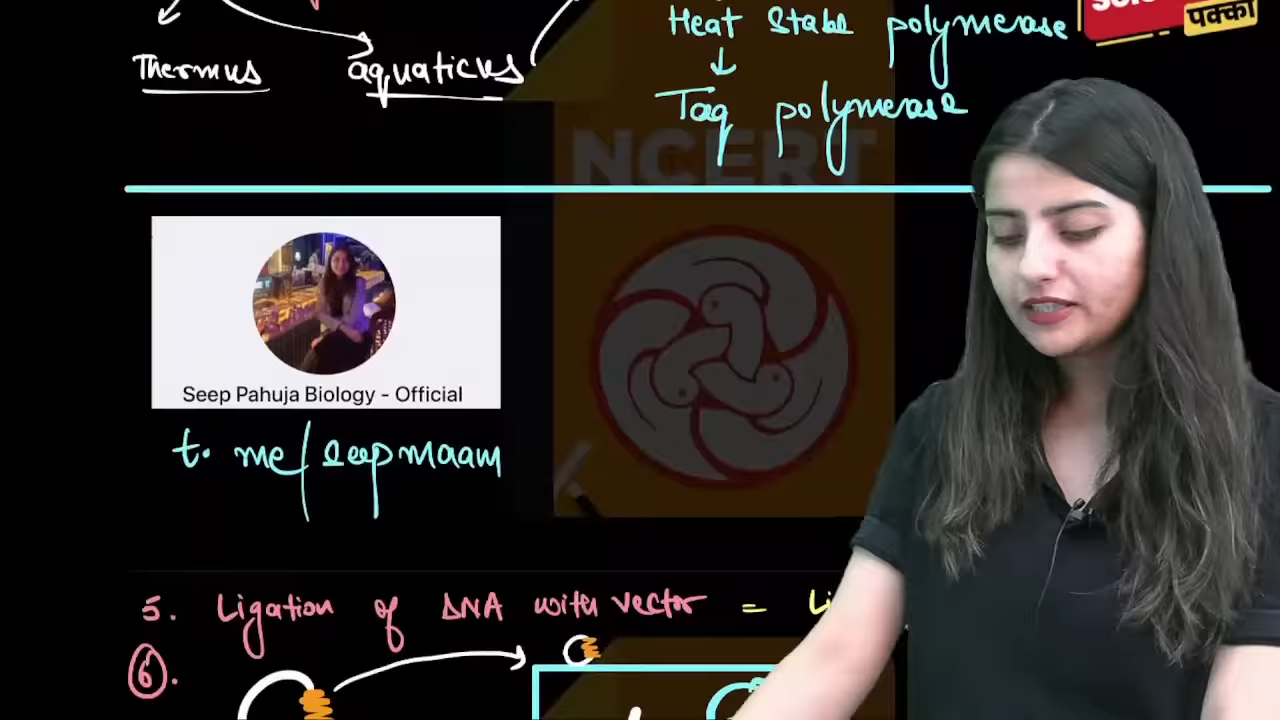 Heat Stable polymerase
पक्का
Thermus aquaticus
Taq polymerase
NCERT
Seep Pahuja Biology - Official
t.me/seepmaam
5. Ligation of DNA with vector =
6.